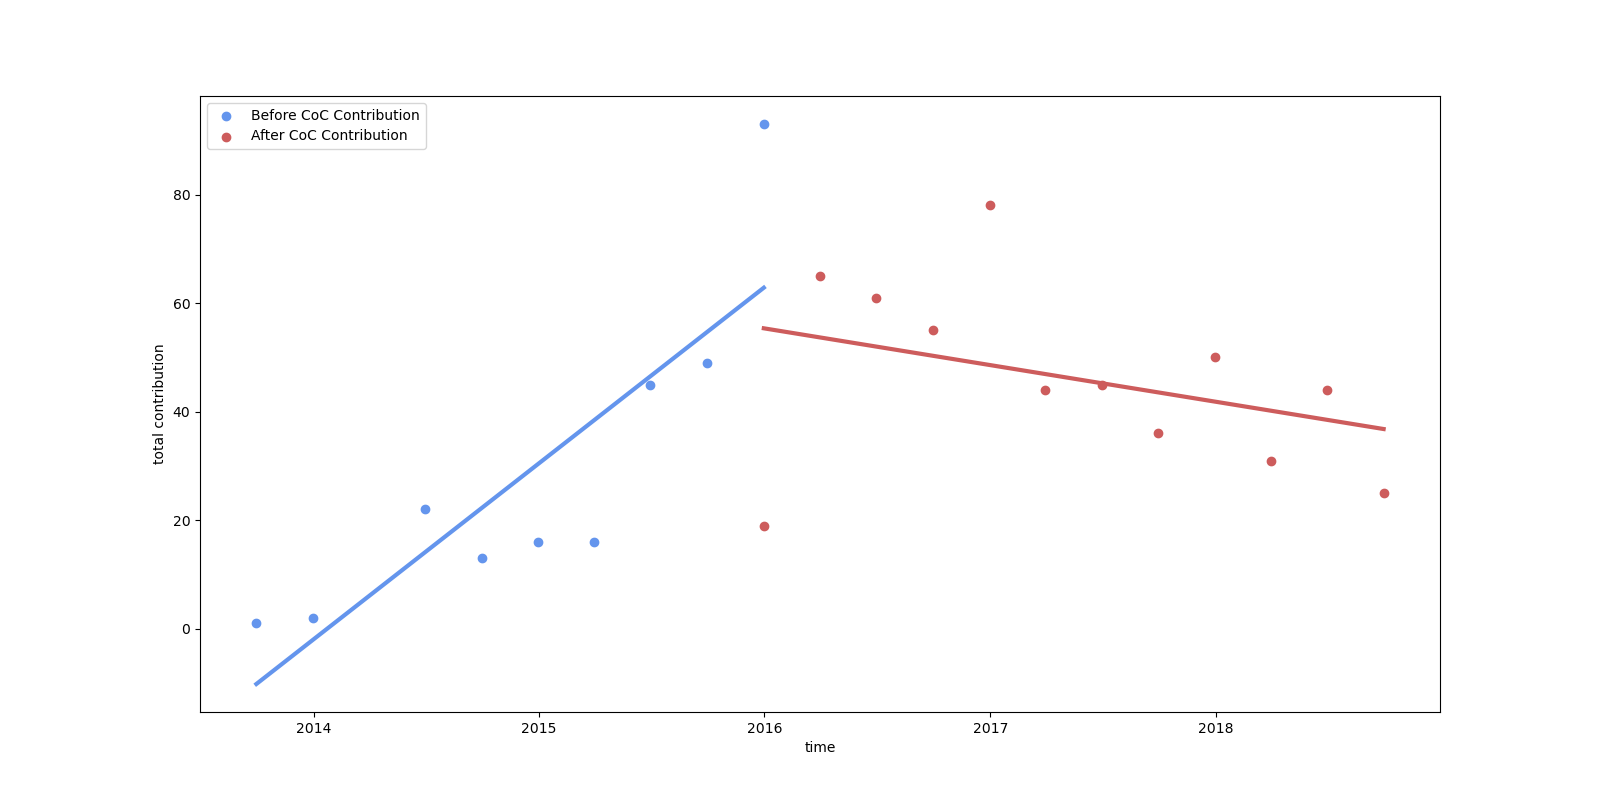 Before CoC Contribution
After CoC Contribution
80
60
40
20
0
total contribution
2014 2015 2016 2017 2018
time